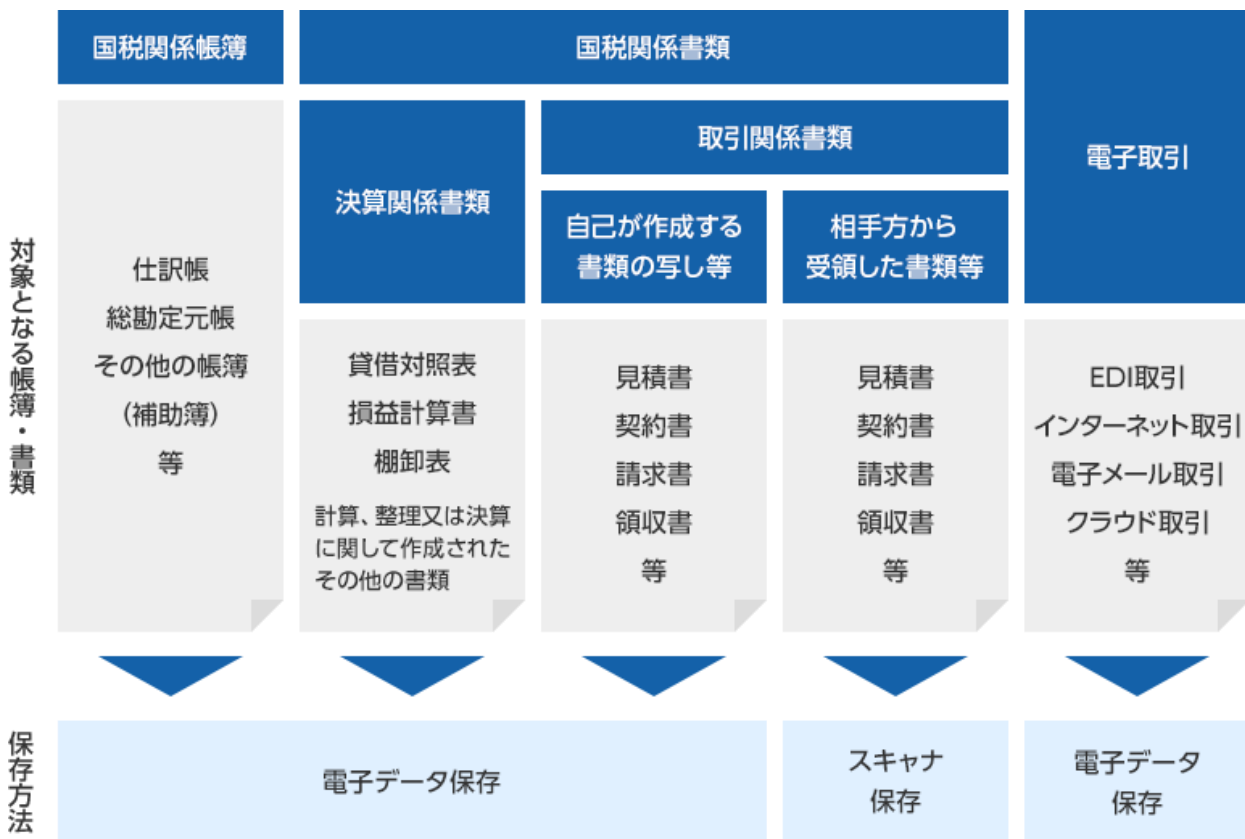 国税関係帳簿
国税関係書類
電子取引
決算関係書類
取引関係書類
自己が作成する
書類の写し等
相手方から
受領した書類等
対象となる帳簿・書類
仕訳帳
総勘定元帳
その他の帳簿
（補助簿）
等
貸借対照表
損益計算書
棚卸表
計算、整理又は決算
に関して作成された
その他の書類
見積書
契約書
請求書
領収書
等
見積書
契約書
請求書
領収書
等
EDI取引
インターネット取引
電子メール取引
クラウド取引
等
保存方法
電子データ保存
スキャナ
保存
電子データ
保存